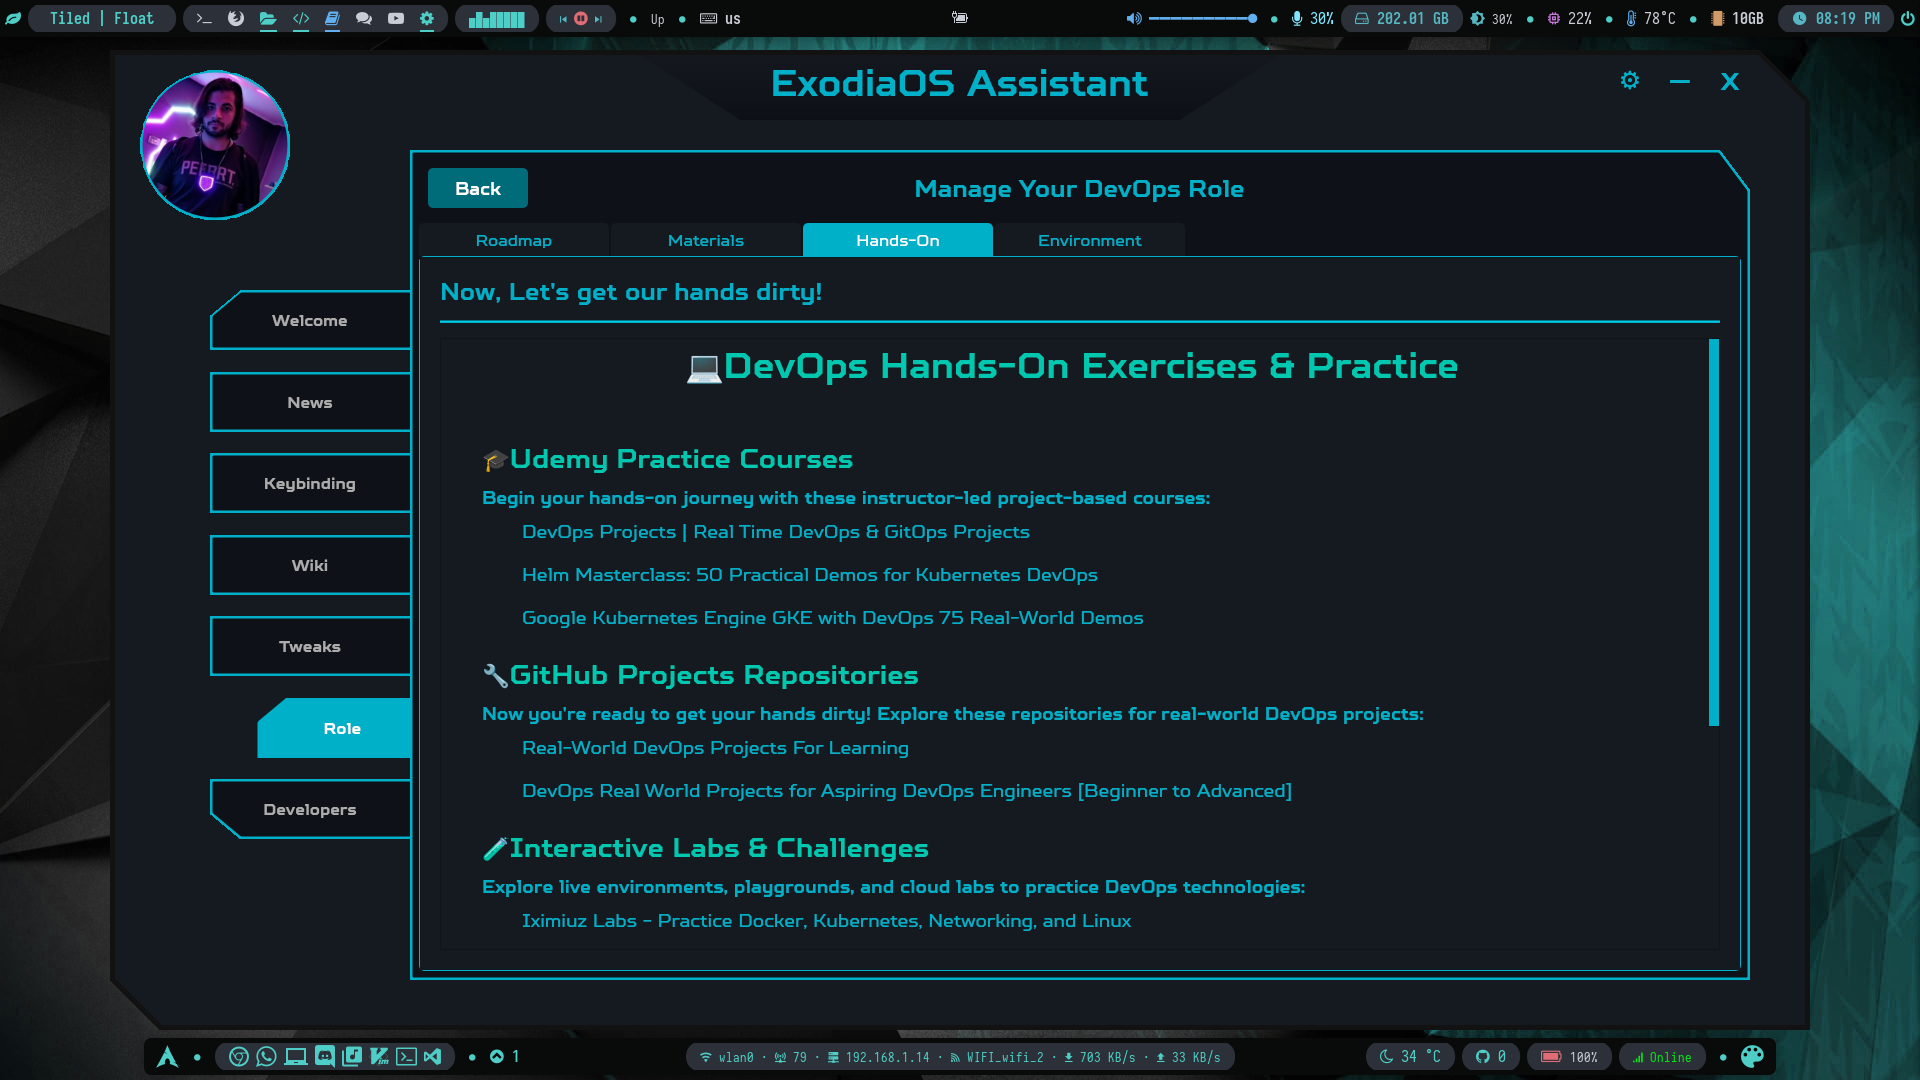 Tiled | Float
Up
us
30%
202.01 GB
30%
22%
78°C
10GB
08:19 PM
ExodiaOS Assistant
X
Back
Manage Your DevOps Role
Roadmap
Materials
Hands-On
Environment
Now, Let's get our hands dirty!
Welcome
News
Keybinding
Wiki
Tweaks
Role
Developers
DevOps Hands-On Exercises & Practice
Udemy Practice Courses
Begin your hands-on journey with these instructor-led project-based courses:
DevOps Projects | Real Time DevOps & GitOps Projects
Helm Masterclass: 50 Practical Demos for Kubernetes DevOps
Google Kubernetes Engine GKE with DevOps 75 Real-World Demos
GitHub Projects Repositories
Now you're ready to get your hands dirty! Explore these repositories for real-world DevOps projects:
Real-World DevOps Projects For Learning
DevOps Real World Projects for Aspiring DevOps Engineers [Beginner to Advanced]
Interactive Labs & Challenges
Explore live environments, playgrounds, and cloud labs to practice DevOps technologies:
Iximiuz Labs - Practice Docker, Kubernetes, Networking, and Linux
1
wlan0 · 79 · 192.168.1.14 · WIFI_wifi_2 · 703 KB/s · 33 KB/s
34 °C
0
100%
Online